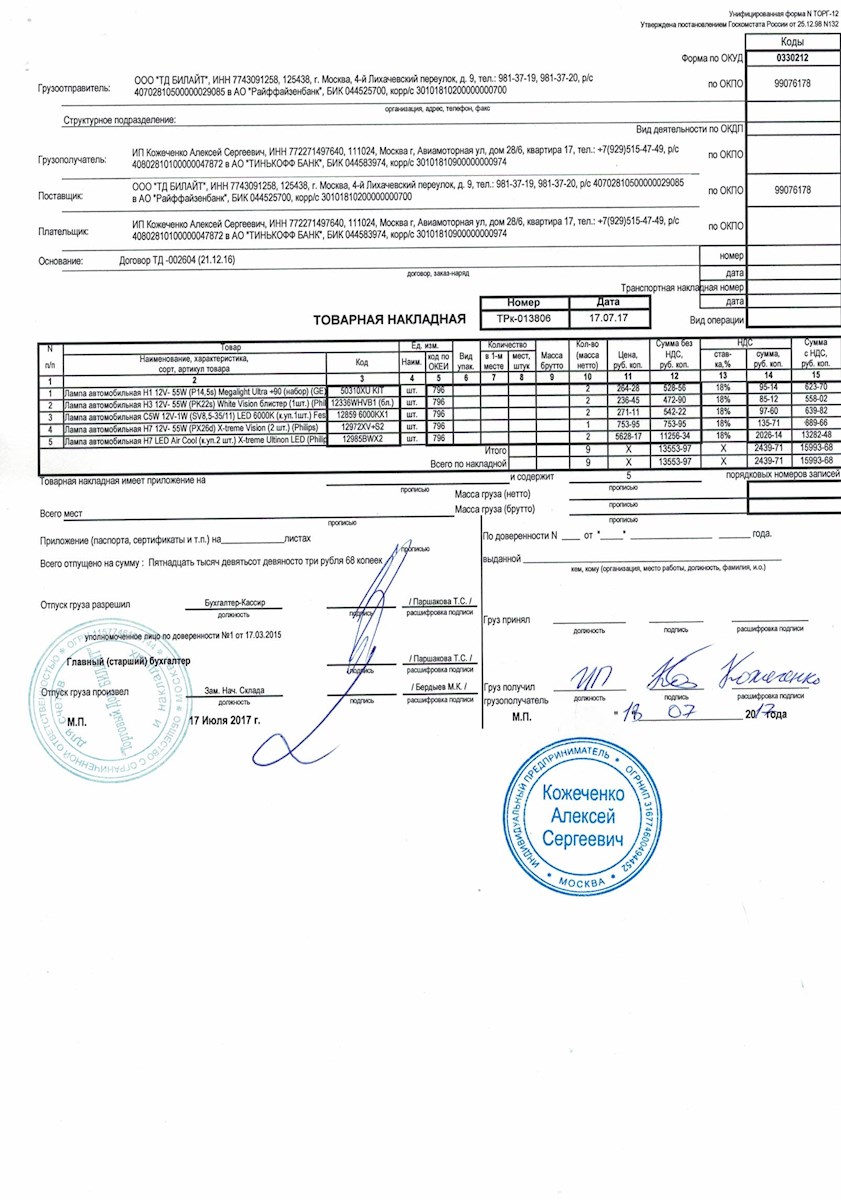 Унифицированная форма N ТОРГ-12
Утверждена постановлением Госкомстата России от 25.12.98 N132
Коды
Форма по ОКУД 0330212
Грузоотправитель: ООО "ТД БИЛАЙТ", ИНН 7743091258, 125438, г. Москва, 4-й Лихачевский переулок, д. 9, тел.: 981-37-19, 981-37-20, р/с по ОКПО 99076178
40702810500000029085 в АО "Райффайзенбанк", БИК 044525700, корр/с 30101810200000000700
организация, адрес, телефон, факс
Структурное подразделение:
Вид деятельности по ОКДП
Грузополучатель: ИП Кожеченко Алексей Сергеевич, ИНН 772271497640, 111024, Москва г, Авиамоторная ул, дом 28/6, квартира 17, тел.: +7(929)515-47-49, р/с по ОКПО
40802810100000047872 в АО "ТИНЬКОФФ БАНК", БИК 044583974, корр/с 30101810900000000974
Поставщик: ООО "ТД БИЛАЙТ", ИНН 7743091258, 125438, г. Москва, 4-й Лихачевский переулок, д. 9, тел.: 981-37-19, 981-37-20, р/с 40702810500000029085 по ОКПО 99076178
в АО "Райффайзенбанк", БИК 044525700, корр/с 30101810200000000700
Плательщик: ИП Кожеченко Алексей Сергеевич, ИНН 772271497640, 111024, Москва г, Авиамоторная ул, дом 28/6, квартира 17, тел.: +7(929)515-47-49, р/с по ОКПО
40802810100000047872 в АО "ТИНЬКОФФ БАНК", БИК 044583974, корр/с 30101810900000000974
Основание: Договор ТД -002604 (21.12.16) номер
договор, заказ-наряд дата
Транспортная накладная номер
дата
Вид операции
Номер Дата
ТОВАРНАЯ НАКЛАДНАЯ ТРк-013806 17.07.17
N п/п Товар Ед. изм. Вид упак. Количество Масса брутто Кол-во (масса нетто) Цена, руб. коп. Сумма без НДС, руб. коп. НДС Сумма с НДС, руб. коп.
Наименование, характеристика, сорт, артикул товара Код Наим. код по ОКЕИ в 1-м месте мест, штук став-ка,% сумма, руб. коп.
1 2 3 4 5 6 7 8 9 10 11 12 13 14 15
1 Лампа автомобильная H1 12V- 55W (P14,5s) Megalight Ultra +90 (набор) (GE) 50310XU KIT шт. 796 2 264-28 528-56 18% 95-14 623-70
2 Лампа автомобильная H3 12V- 55W (PK22s) White Vision блистер (1шт.) (Phil 12336WHVB1 (бл.) шт. 796 2 236-45 472-90 18% 85-12 558-02
3 Лампа автомобильная C5W 12V-1W (SV8,5-35/11) LED 6000K (к.уп.1шт.) Fes 12859 6000KX1 шт. 796 2 271-11 542-22 18% 97-60 639-82
4 Лампа автомобильная H7 12V- 55W (PX26d) X-treme Vision (2 шт.) (Philips) 12972XV+S2 шт. 796 1 753-95 753-95 18% 135-71 889-66
5 Лампа автомобильная H7 LED Air Cool (к.уп.2 шт.) X-treme Ultinon LED (Philip 12985BWX2 шт. 796 2 5628-17 11256-34 18% 2026-14 13282-48
Итого 9 X 13553-97 X 2439-71 15993-68
Всего по накладной 9 X 13553-97 X 2439-71 15993-68
Товарная накладная имеет приложение на и содержит 5 порядковых номеров записей
прописью прописью
Масса груза (нетто)
прописью
Всего мест Масса груза (брутто)
прописью прописью
Приложение (паспорта, сертификаты и т.п.) на листах
прописью
По доверенности N от " " года.
Всего отпущено на сумму : Пятнадцать тысяч девятьсот девяносто три рубля 68 копеек
выданной
кем, кому (организация, место работы, должность, фамилия, и.о.)
Отпуск груза разрешил Бухгалтер-Кассир / Паршакова Т.С. /
должность подпись расшифровка подписи
Груз принял
должность подпись расшифровка подписи
уполномоченное лицо по доверенности №1 от 17.03.2015
Главный (старший) бухгалтер / Паршакова Т.С. /
подпись расшифровка подписи
Отпуск груза произвел Зам. Нач. Склада / Бердыев М.К. /
должность подпись расшифровка подписи
Груз получил грузополучатель ИП Кож Кожеченко
должность подпись расшифровка подписи
М.П. 17 Июля 2017 г.
М.П. " 18 07 2017года
ИНДИВИДУАЛЬНЫЙ ПРЕДПРИНИМАТЕЛЬ * ОГРНИП 316774600494452
Кожеченко
Алексей
Сергеевич
* МОСКВА *
ОБЩЕСТВО С ОГРАНИЧЕННОЙ ОТВЕТСТВЕННОСТЬЮ
МОСКВА
"Торговый Дом БИЛАЙТ"
для счетов и накладных